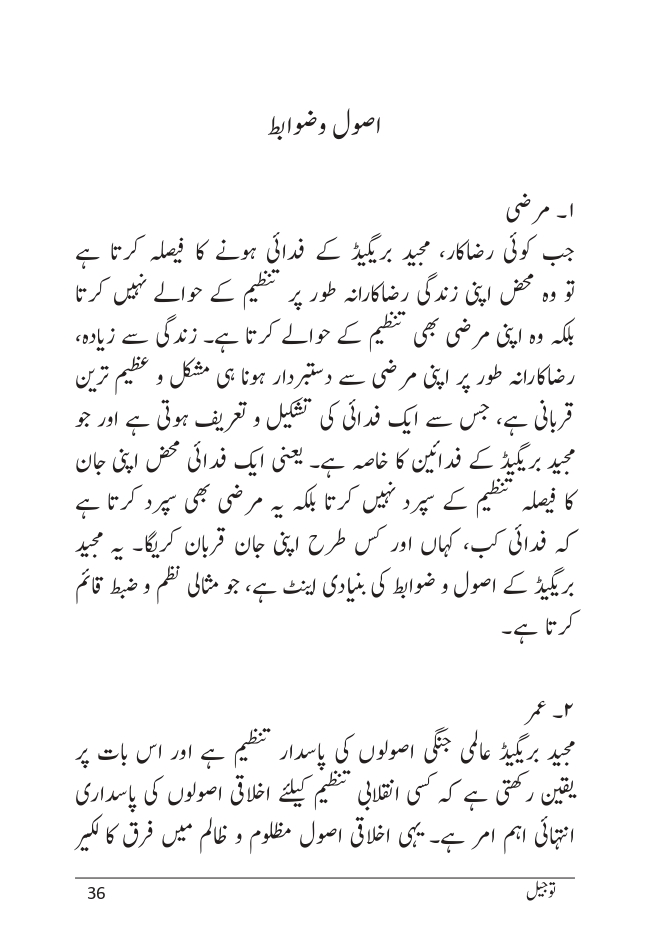 اصول وضوابط
۱۔ مرضی
جب کوئی رضاکار، مجید بریگیڈ کے فدائی ہونے کا فیصلہ کرتا ہے
تو وہ محض اپنی زندگی رضاکارانہ طور پر تنظیم کے حوالے نہیں کرتا
بلکہ وہ اپنی مرضی بھی تنظیم کے حوالے کرتا ہے۔ زندگی سے زیادہ،
رضاکارانہ طور پر اپنی مرضی سے دستبردار ہونا ہی مشکل و عظیم ترین
قربانی ہے، جس سے ایک فدائی کی تشکیل و تعریف ہوتی ہے اور جو
مجید بریگیڈ کے فدائین کا خاصہ ہے۔ یعنی ایک فدائی محض اپنی جان
کا فیصلہ تنظیم کے سپرد نہیں کرتا بلکہ یہ مرضی بھی سپرد کرتا ہے
کہ فدائی کب، کہاں اور کس طرح اپنی جان قربان کریگا۔ یہ مجید
بریگیڈ کے اصول و ضوابط کی بنیادی اینٹ ہے، جو مثالی نظم و ضبط قائم
کرتا ہے۔
۲۔ عمر
مجید بریگیڈ عالمی جنگی اصولوں کی پاسدار تنظیم ہے اور اس بات پر
یقین رکھتی ہے کہ کسی انقلابی تنظیم کیلئے اخلاقی اصولوں کی پاسداری
انتہائی اہم امر ہے۔ یہی اخلاقی اصول مظلوم و ظالم میں فرق کا لکیر
توجیل
36